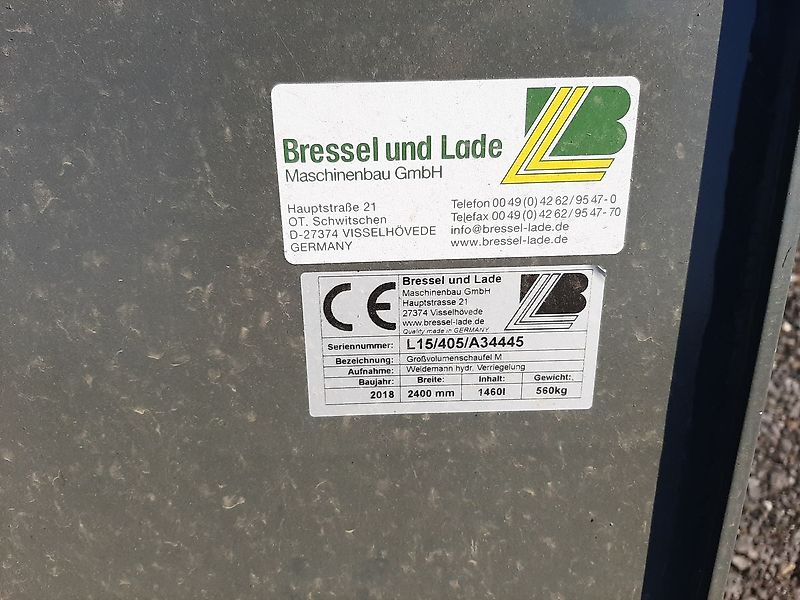 Bressel und Lade
Maschinenbau GmbH
LB
Hauptstraße 21
OT. Schwitschen
D-27374 VISSELHÖVEDE
GERMANY
Telefon 00 49 (0) 42 62 / 95 47- 0
Telefax 00 49 (0) 42 62 / 95 47- 70
info@bressel-lade.de
www.bressel-lade.de
CE
Bressel und Lade
Maschinenbau GmbH
Hauptstrasse 21
27374 Visselhövede
www.bressel-lade.de
Quality made in GERMANY
LB
Seriennummer: L15/405/A34445
Bezeichnung: Großvolumenschaufel M
Aufnahme: Weidemann hydr. Verriegelung
Baujahr: Breite: Inhalt: Gewicht:
2018 2400 mm 1460l 560kg